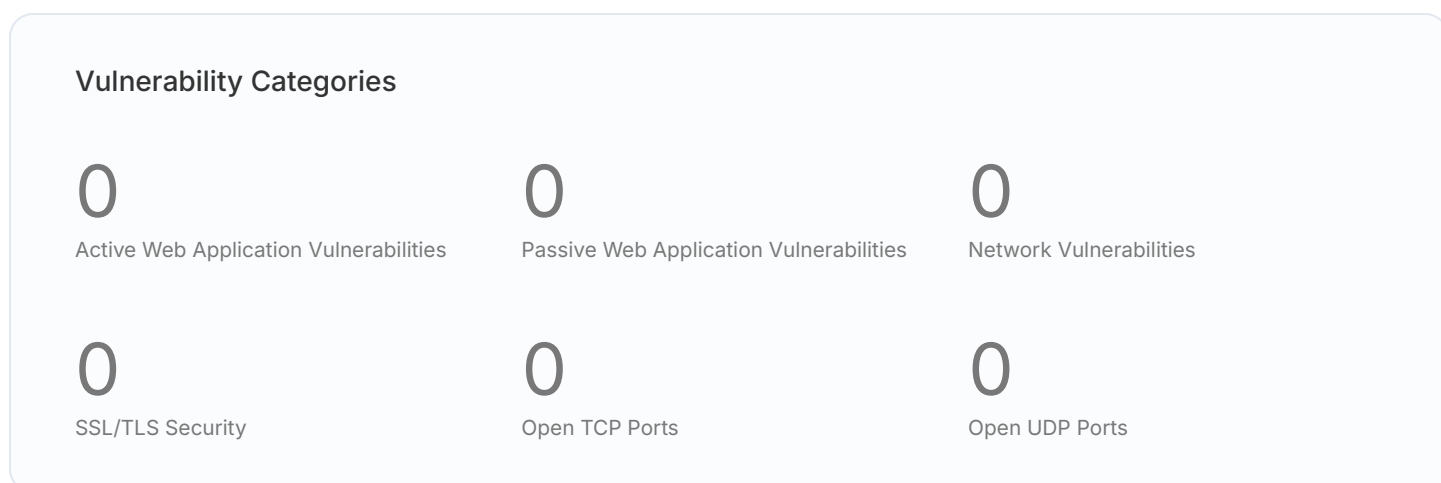 Vulnerability Categories
0 0 0
Active Web Application Vulnerabilities Passive Web Application Vulnerabilities Network Vulnerabilities
0 0 0
SSL/TLS Security Open TCP Ports Open UDP Ports